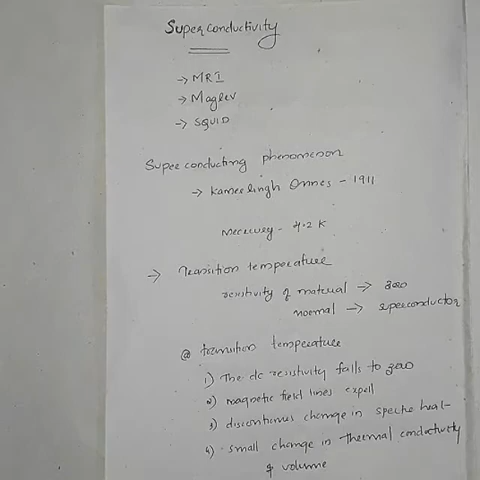 Superconductivity
→ MRI
→ Maglev
→ SQUID
Super conducting phenomenon
→ Kamerlingh Onnes - 1911
Mercury - 4.2 K
→ Transition temperature
resistivity of material → zero
normal → superconductor
@ transition temperature
1) The dc resistivity falls to zero
2) magnetic field lines expell
3) discontinous change in specific heat
4) small change in thermal conductivity
& volume